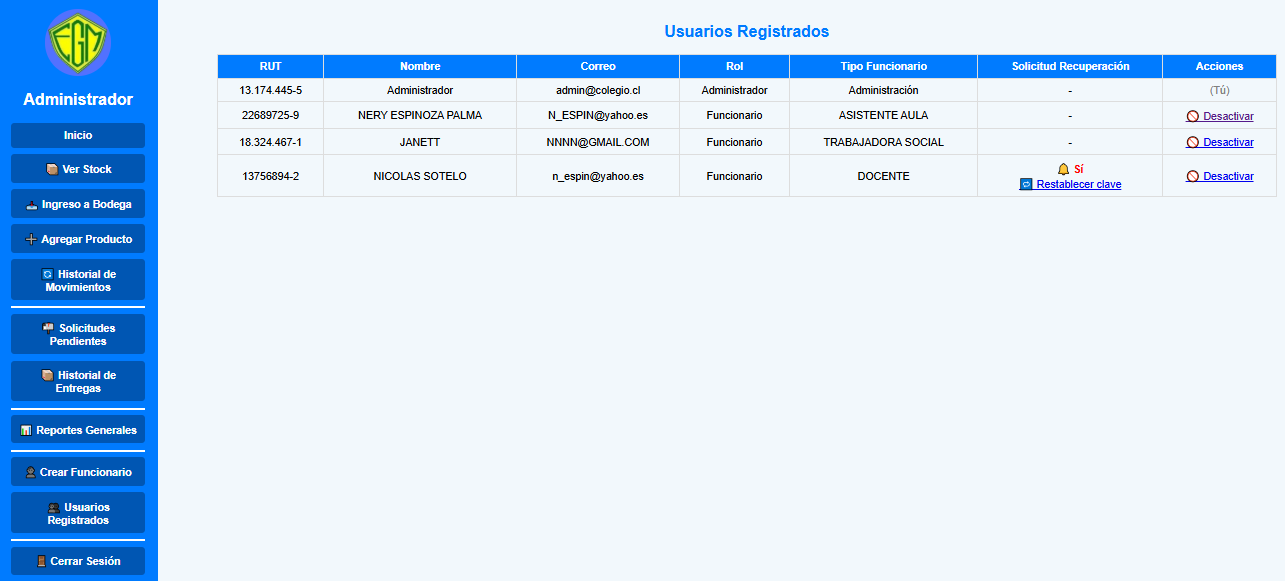 EGM
Administrador
Inicio
Ver Stock
Ingreso a Bodega
Agregar Producto
Historial de
Movimientos
Solicitudes
Pendientes
Historial de
Entregas
Reportes Generales
Crear Funcionario
Usuarios
Registrados
Cerrar Sesión
Usuarios Registrados
RUT Nombre Correo Rol Tipo Funcionario Solicitud Recuperación Acciones
13.174.445-5 Administrador admin@colegio.cl Administrador Administración - (Tú)
22689725-9 NERY ESPINOZA PALMA N_ESPIN@yahoo.es Funcionario ASISTENTE AULA - Desactivar
18.324.467-1 JANETT NNNN@GMAIL.COM Funcionario TRABAJADORA SOCIAL - Desactivar
13756894-2 NICOLAS SOTELO n_espin@yahoo.es Funcionario DOCENTE Sí Desactivar
Restablecer clave